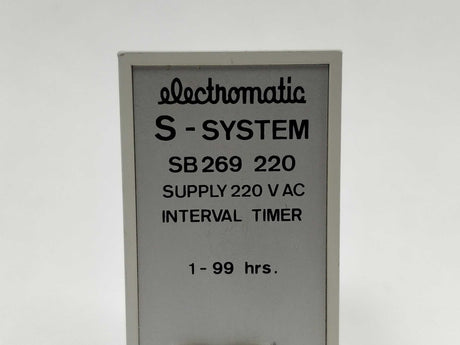 electromatic
S-SYSTEM
SB269 220
SUPPLY 220 V AC
INTERVAL TIMER
1-99 hrs.